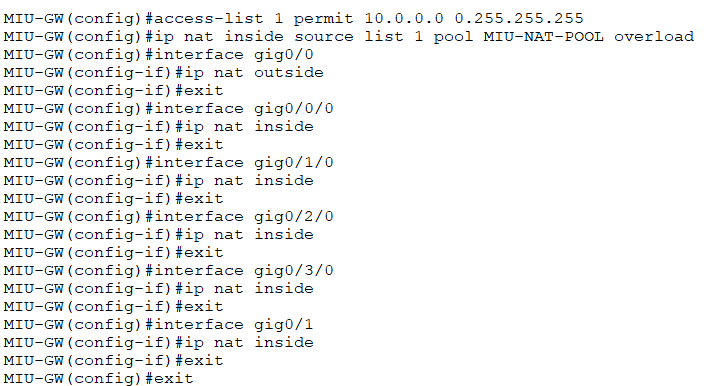 MIU-GW(config)#access-list 1 permit 10.0.0.0 0.255.255.255
MIU-GW(config)#ip nat inside source list 1 pool MIU-NAT-POOL overload
MIU-GW(config)#interface gig0/0
MIU-GW(config-if)#ip nat outside
MIU-GW(config-if)#exit
MIU-GW(config)#interface gig0/0/0
MIU-GW(config-if)#ip nat inside
MIU-GW(config-if)#exit
MIU-GW(config)#interface gig0/1/0
MIU-GW(config-if)#ip nat inside
MIU-GW(config-if)#exit
MIU-GW(config)#interface gig0/2/0
MIU-GW(config-if)#ip nat inside
MIU-GW(config-if)#exit
MIU-GW(config)#interface gig0/3/0
MIU-GW(config-if)#ip nat inside
MIU-GW(config-if)#exit
MIU-GW(config)#interface gig0/1
MIU-GW(config-if)#ip nat inside
MIU-GW(config-if)#exit
MIU-GW(config)#exit